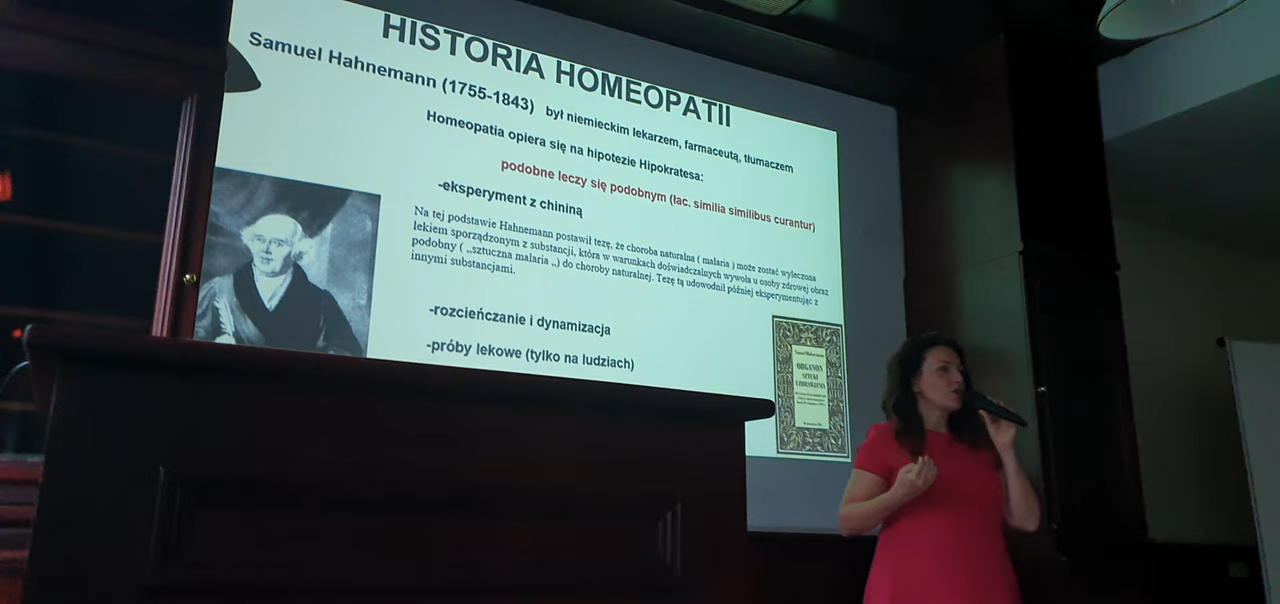 HISTORIA HOMEOPATII
Samuel Hahnemann (1755-1843) był niemieckim lekarzem, farmaceutą, tłumaczem
Homeopatia opiera się na hipotezie Hipokratesa:
podobne leczy się podobnym (łac. similia similibus curantur)
-eksperyment z chininą
Na tej podstawie Hahnemann postawił tezę, że choroba naturalna ( malaria ) może zostać wyleczona
lekiem sporządzonym z substancji, która w warunkach doświadczalnych wywoła u osoby zdrowej obraz
podobny ( „sztuczna malaria „) do choroby naturalnej. Tezę tą udowodnił później eksperymentując z
innymi substancjami.
-rozcieńczanie i dynamizacja
-próby lekowe (tylko na ludziach)
Samuel Hahnemann
ORGANON
SZTUKI
UZDRAWIANIA